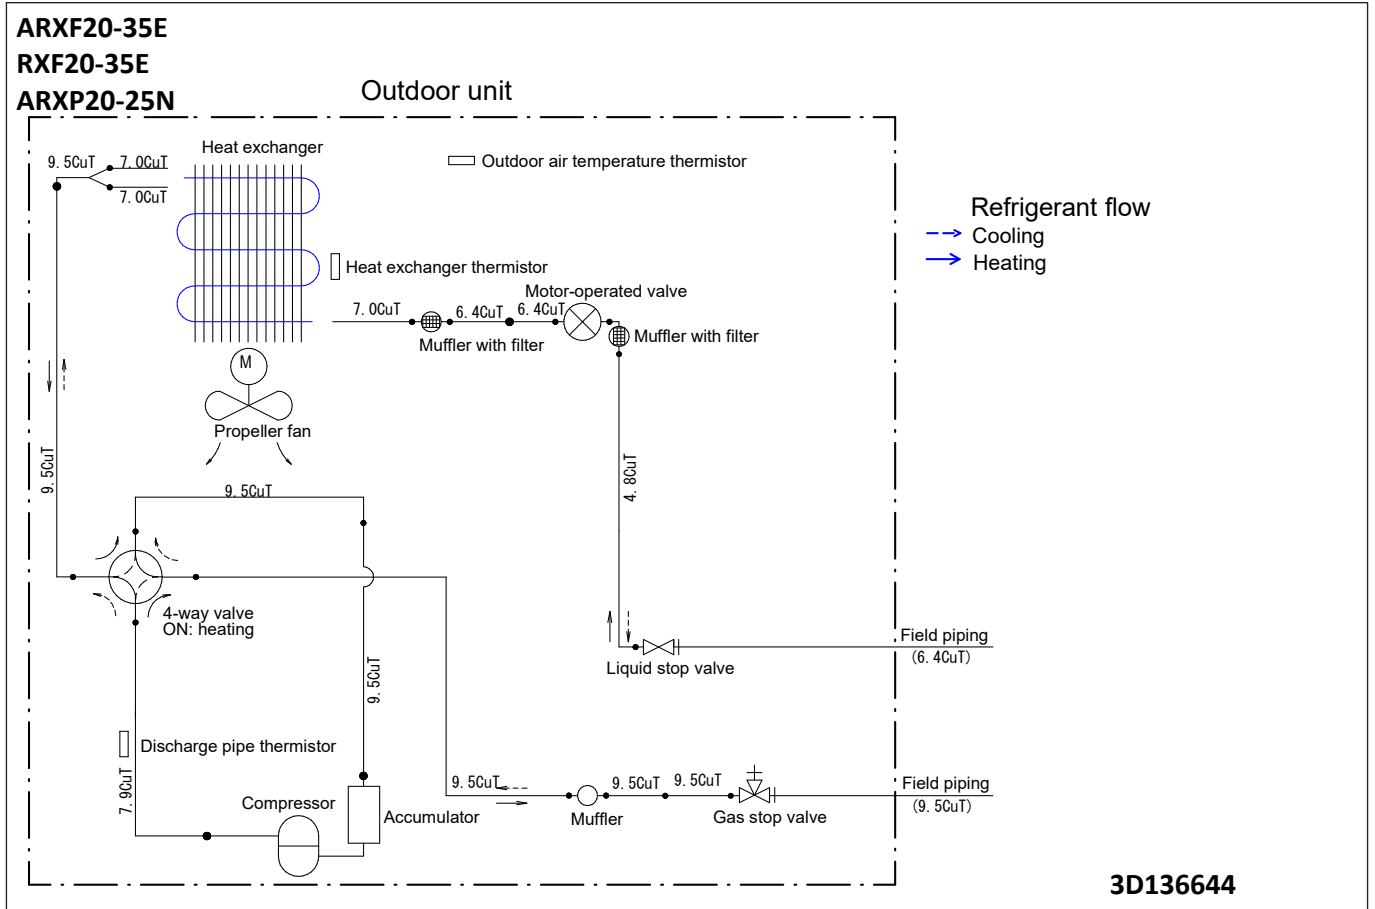 ARXF20-35E
RXF20-35E
ARXP20-25N
Outdoor unit
Heat exchanger
9.5CuT
7.0CuT
7.0CuT
Outdoor air temperature thermistor
Refrigerant flow
Cooling
Heating
Heat exchanger thermistor
Motor-operated valve
7.0CuT
6.4CuT
6.4CuT
Muffler with filter
Muffler with filter
M
Propeller fan
9.5CuT
9.5CuT
4.8CuT
4-way valve
ON: heating
Field piping
(6.4CuT)
Liquid stop valve
9.5CuT
Discharge pipe thermistor
7.9CuT
Compressor
Accumulator
9.5CuT
9.5CuT
9.5CuT
Muffler
Gas stop valve
Field piping
(9.5CuT)
3D136644